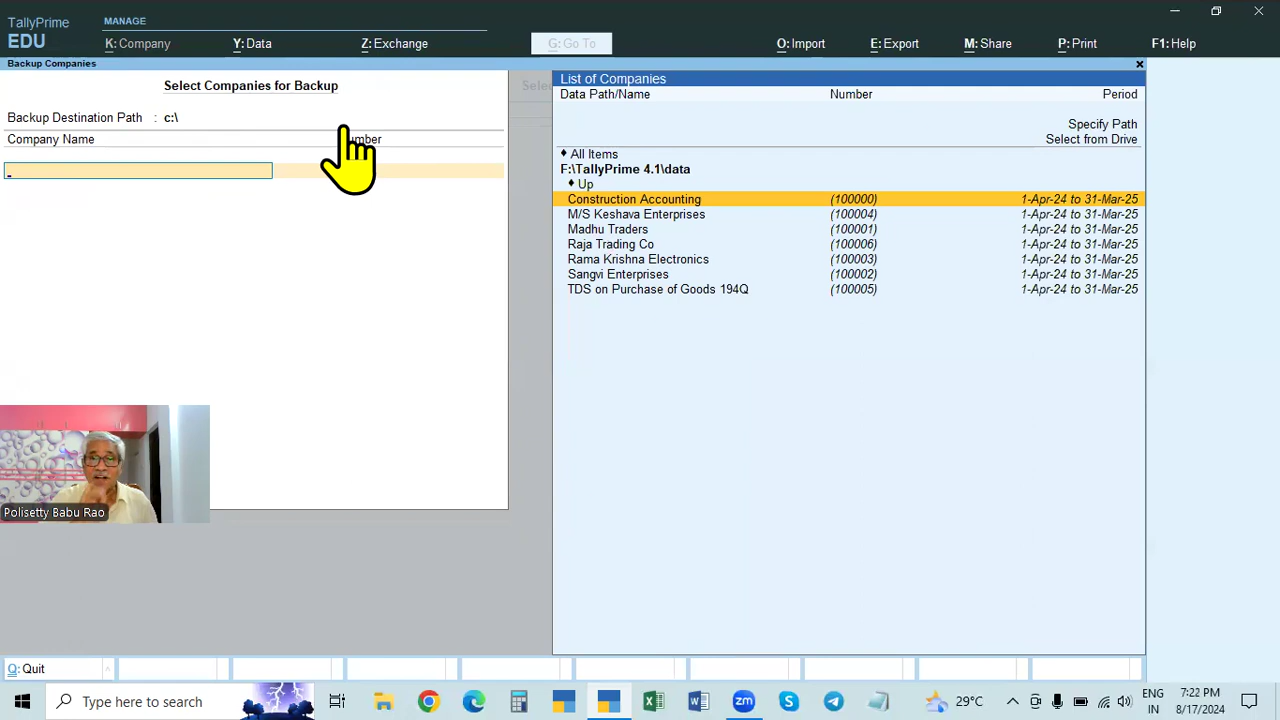 TallyPrime
EDU
MANAGE
K: Company
Y: Data
Z: Exchange
G: Go To
O: Import
E: Export
M: Share
P: Print
F1: Help
Backup Companies
Select Companies for Backup
Backup Destination Path : c:\
Company Name
List of Companies
Data Path/Name Number Period
Specify Path
Select from Drive
♦ All Items
F:\TallyPrime 4.1\data
♦ Up
Construction Accounting (100000) 1-Apr-24 to 31-Mar-25
M/S Keshava Enterprises (100004) 1-Apr-24 to 31-Mar-25
Madhu Traders (100001) 1-Apr-24 to 31-Mar-25
Raja Trading Co (100006) 1-Apr-24 to 31-Mar-25
Rama Krishna Electronics (100003) 1-Apr-24 to 31-Mar-25
Sangvi Enterprises (100002) 1-Apr-24 to 31-Mar-25
TDS on Purchase of Goods 194Q (100005) 1-Apr-24 to 31-Mar-25
Polisetty Babu Rao
Q: Quit
Type here to search
29°C
ENG
IN
7:22 PM
8/17/2024